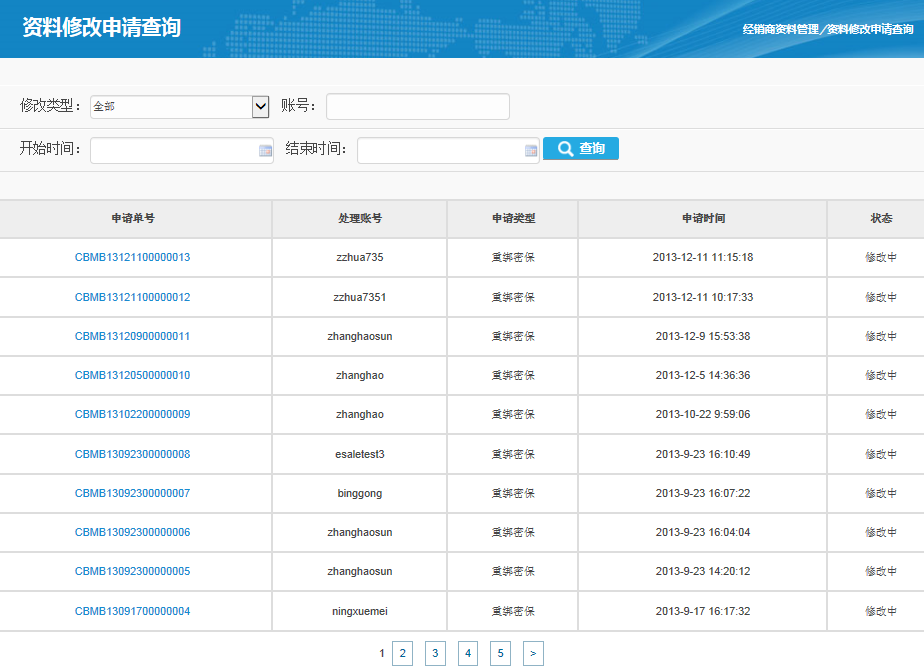 资料修改申请查询
经销商资料管理/资料修改申请查询
修改类型： 全部 账号：
开始时间： 结束时间： 查询
申请单号 处理账号 申请类型 申请时间 状态
CBMB13121100000013 zzhua735 重绑密保 2013-12-11 11:15:18 修改中
CBMB13121100000012 zzhua7351 重绑密保 2013-12-11 10:17:33 修改中
CBMB13120900000011 zhanghaosun 重绑密保 2013-12-9 15:53:38 修改中
CBMB13120500000010 zhanghao 重绑密保 2013-12-5 14:36:36 修改中
CBMB13102200000009 zhanghao 重绑密保 2013-10-22 9:59:06 修改中
CBMB13092300000008 esaletest3 重绑密保 2013-9-23 16:10:49 修改中
CBMB13092300000007 binggong 重绑密保 2013-9-23 16:07:22 修改中
CBMB13092300000006 zhanghaosun 重绑密保 2013-9-23 16:04:04 修改中
CBMB13092300000005 zhanghaosun 重绑密保 2013-9-23 14:20:12 修改中
CBMB13091700000004 ningxuemei 重绑密保 2013-9-17 16:17:32 修改中
1 2 3 4 5 >